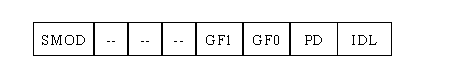 SMOD -- -- -- GF1 GF0 PD IDL